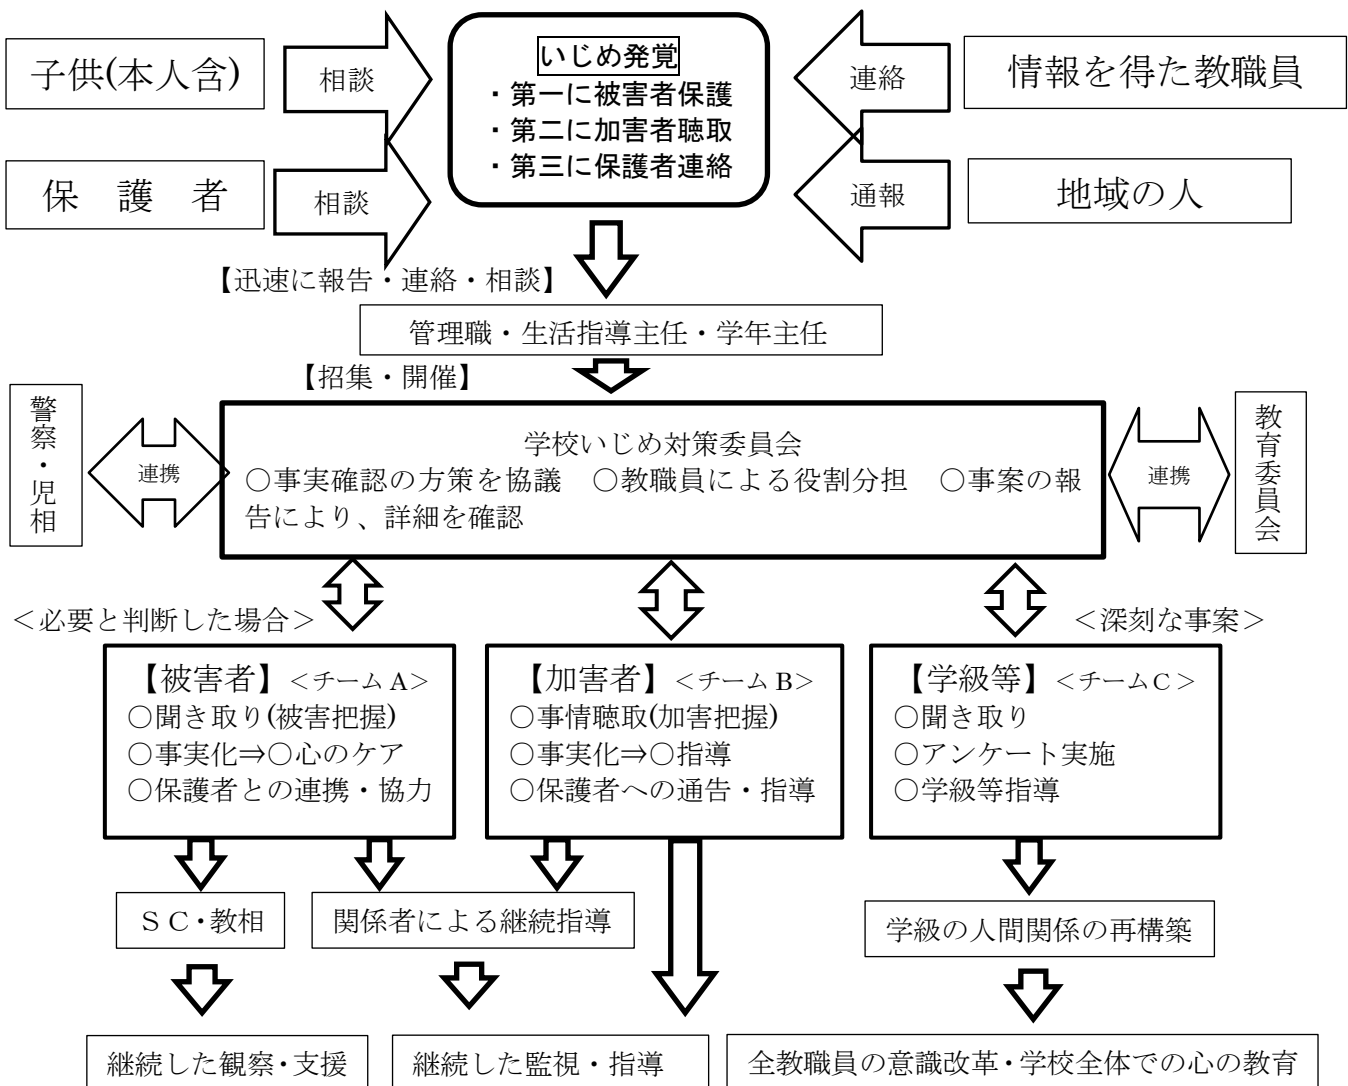 子供(本人含)
相談
いじめ発覚
・第一に被害者保護
・第二に加害者聴取
・第三に保護者連絡
連絡
情報を得た教職員
保　護　者
相談
通報
地域の人
【迅速に報告・連絡・相談】
管理職・生活指導主任・学年主任
【招集・開催】
警察・児相
連携
学校いじめ対策委員会
○事実確認の方策を協議　○教職員による役割分担　○事案の報
告により、詳細を確認
連携
教育委員会
＜必要と判断した場合＞
＜深刻な事案＞
【被害者】＜チーム A＞
○聞き取り(被害把握)
○事実化⇒○心のケア
○保護者との連携・協力
【加害者】＜チーム B＞
○事情聴取(加害把握)
○事実化⇒○指導
○保護者への通告・指導
【学級等】＜チームＣ＞
○聞き取り
○アンケート実施
○学級等指導
ＳＣ・教相
関係者による継続指導
学級の人間関係の再構築
継続した観察・支援
継続した監視・指導
全教職員の意識改革・学校全体での心の教育